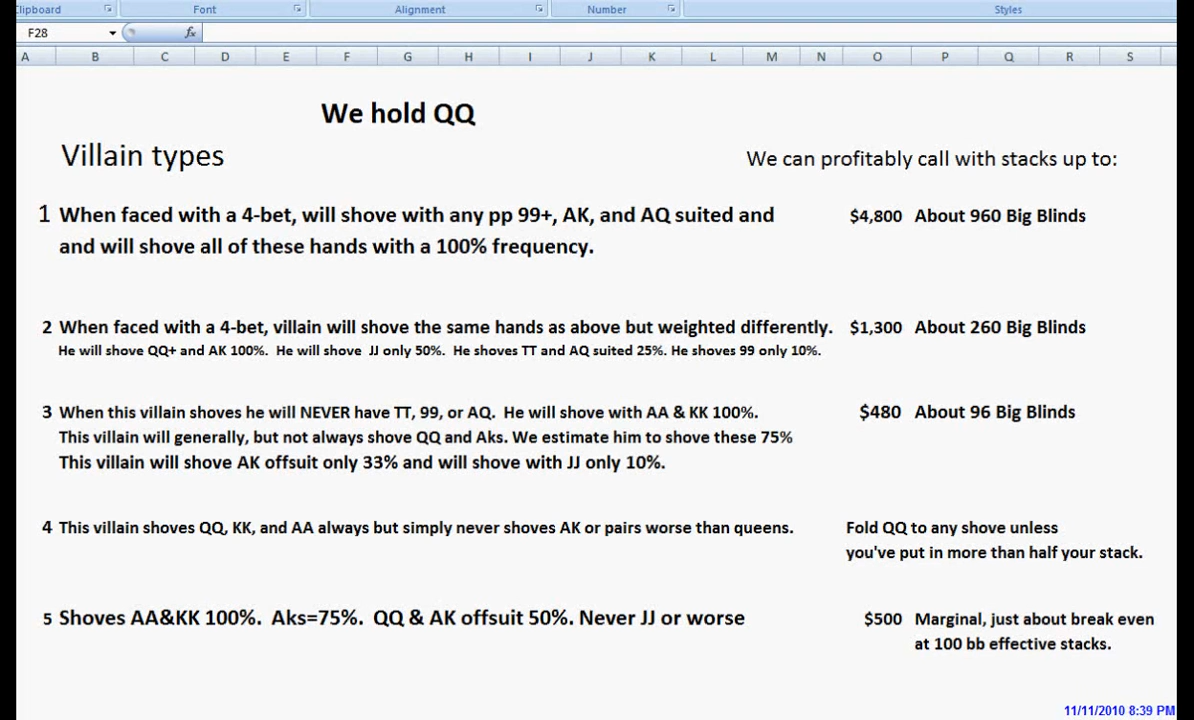 Clipboard Font Alignment Number Styles
F28 fx
A B C D E F G H I J K L M N O P Q R S
We hold QQ
Villain types We can profitably call with stacks up to:
1 When faced with a 4-bet, will shove with any pp 99+, AK, and AQ suited and $4,800 About 960 Big Blinds
and will shove all of these hands with a 100% frequency.
2 When faced with a 4-bet, villain will shove the same hands as above but weighted differently. $1,300 About 260 Big Blinds
He will shove QQ+ and AK 100%. He will shove JJ only 50%. He shoves TT and AQ suited 25%. He shoves 99 only 10%.
3 When this villain shoves he will NEVER have TT, 99, or AQ. He will shove with AA & KK 100%. $480 About 96 Big Blinds
This villain will generally, but not always shove QQ and Aks. We estimate him to shove these 75%
This villain will shove AK offsuit only 33% and will shove with JJ only 10%.
4 This villain shoves QQ, KK, and AA always but simply never shoves AK or pairs worse than queens. Fold QQ to any shove unless
you've put in more than half your stack.
5 Shoves AA&KK 100%. Aks=75%. QQ & AK offsuit 50%. Never JJ or worse $500 Marginal, just about break even
at 100 bb effective stacks.
11/11/2010 8:39 PM